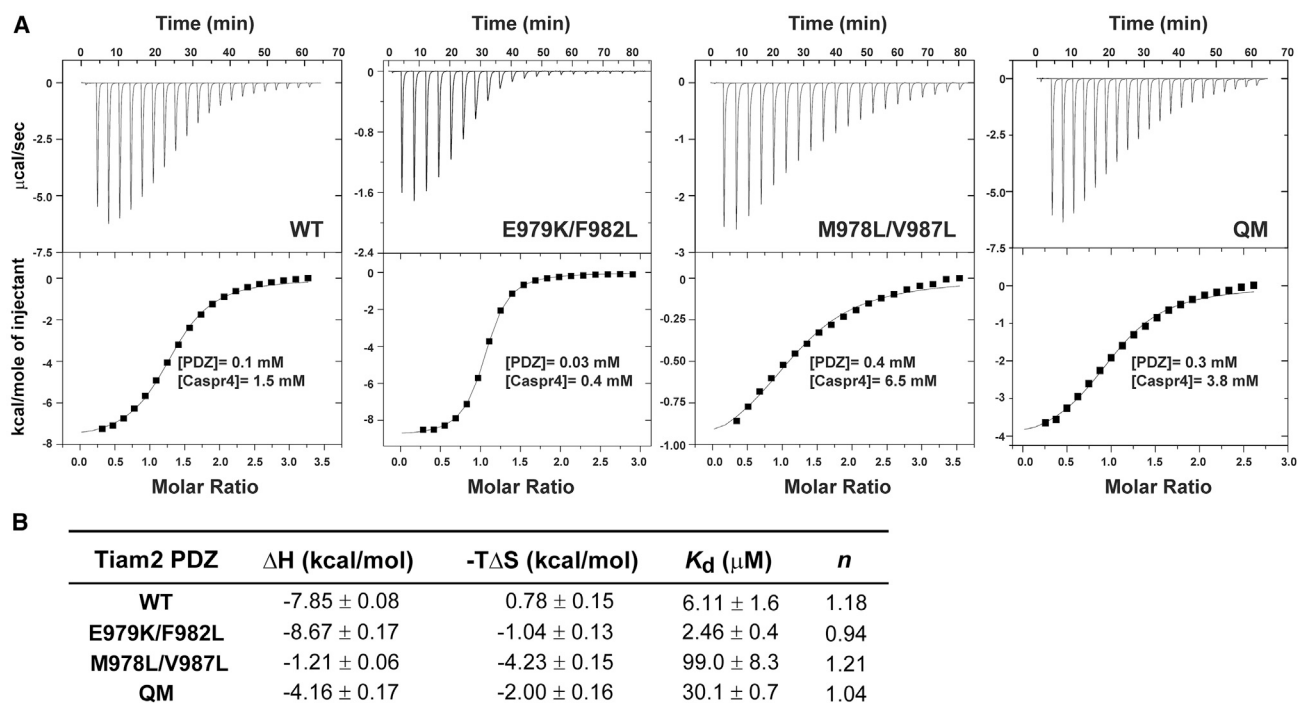 A
Time (min) Time (min) Time (min) Time (min)
0 10 20 30 40 50 60 70
0 10 20 30 40 50 60 70 80
0 10 20 30 40 50 60 70 80
0 10 20 30 40 50 60 70
µcal/sec
0
-2.5
-5.0
-7.5
WT
0
-0.8
-1.6
-2.4
E979K/F982L
0
-1
-2
-3
M978L/V987L
0
-2.5
-5.0
-7.5
QM
kcal/mole of injectant
0
-2
-4
-6
-8
[PDZ]= 0.1 mM
[Caspr4]= 1.5 mM
0.0 0.5 1.0 1.5 2.0 2.5 3.0 3.5
Molar Ratio
0
-2
-4
-6
-8
[PDZ]= 0.03 mM
[Caspr4]= 0.4 mM
0.0 0.5 1.0 1.5 2.0 2.5 3.0
Molar Ratio
0
-0.25
-0.50
-0.75
-1.00
[PDZ]= 0.4 mM
[Caspr4]= 6.5 mM
0.0 0.5 1.0 1.5 2.0 2.5 3.0 3.5
Molar Ratio
0
-1
-2
-3
-4
[PDZ]= 0.3 mM
[Caspr4]= 3.8 mM
0.0 0.5 1.0 1.5 2.0 2.5 3.0
Molar Ratio
B
Tiam2 PDZ ΔH (kcal/mol) -TΔS (kcal/mol) Kd (µM) n
WT -7.85 ± 0.08 0.78 ± 0.15 6.11 ± 1.6 1.18
E979K/F982L -8.67 ± 0.17 -1.04 ± 0.13 2.46 ± 0.4 0.94
M978L/V987L -1.21 ± 0.06 -4.23 ± 0.15 99.0 ± 8.3 1.21
QM -4.16 ± 0.17 -2.00 ± 0.16 30.1 ± 0.7 1.04